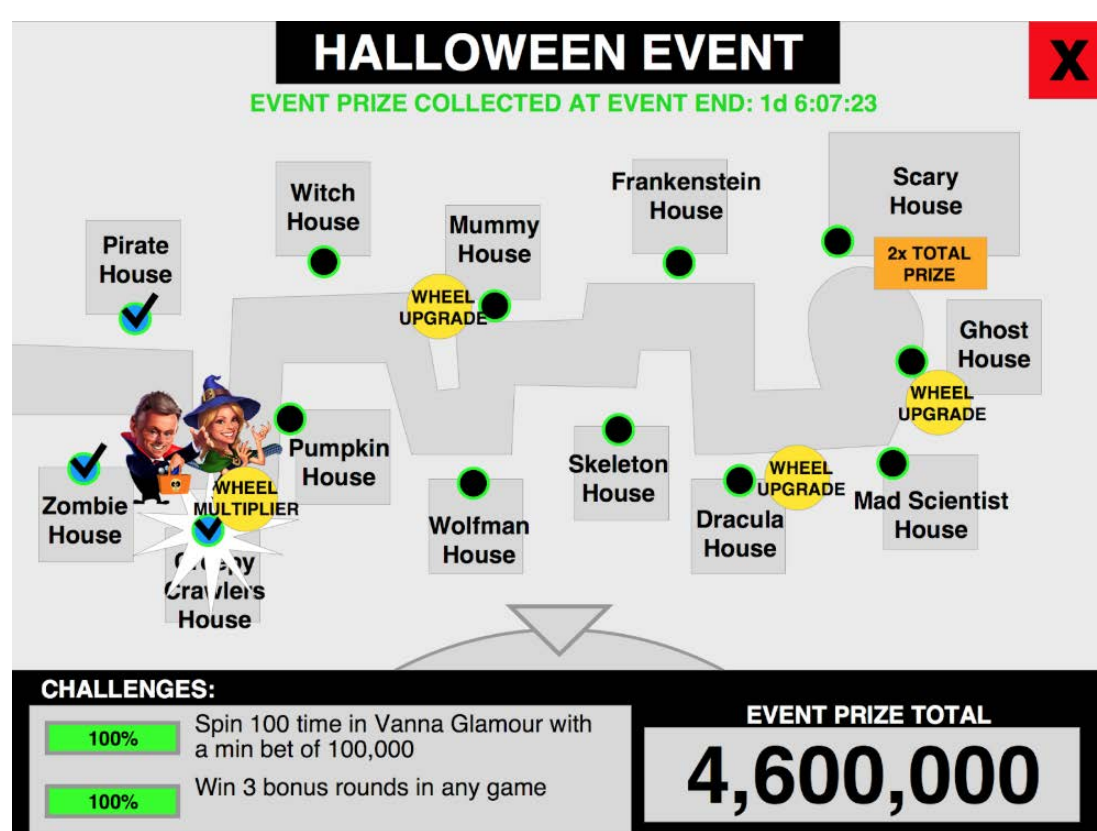 HALLOWEEN EVENT
X
EVENT PRIZE COLLECTED AT EVENT END: 1d 6:07:23
Pirate
House
Witch
House
Mummy
House
WHEEL
UPGRADE
Frankenstein
House
Scary
House
2x TOTAL
PRIZE
Ghost
House
WHEEL
UPGRADE
Zombie
House
WHEEL
MULTIPLIER
Creepy
Crawlers
House
Pumpkin
House
Wolfman
House
Skeleton
House
Dracula
House
WHEEL
UPGRADE
Mad Scientist
House
CHALLENGES:
100%
Spin 100 time in Vanna Glamour with
a min bet of 100,000
100%
Win 3 bonus rounds in any game
EVENT PRIZE TOTAL
4,600,000